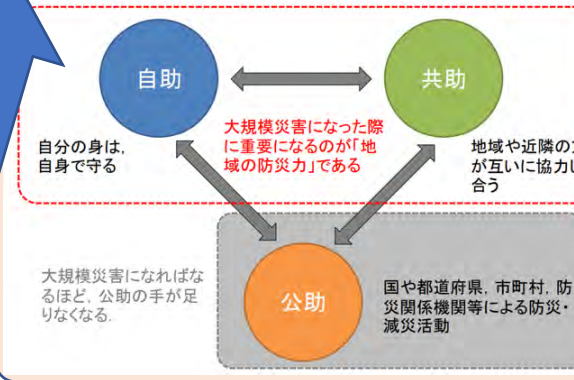 自助
共助
大規模災害になった際
に重要になるのが「地
域の防災力」である
自分の身は，
自身で守る
地域や近隣の
が互いに協力し
合う
大規模災害になればな
るほど，公助の手が足
りなくなる．
公助
国や都道府県，市町村，防
災関係機関等による防災・
減災活動